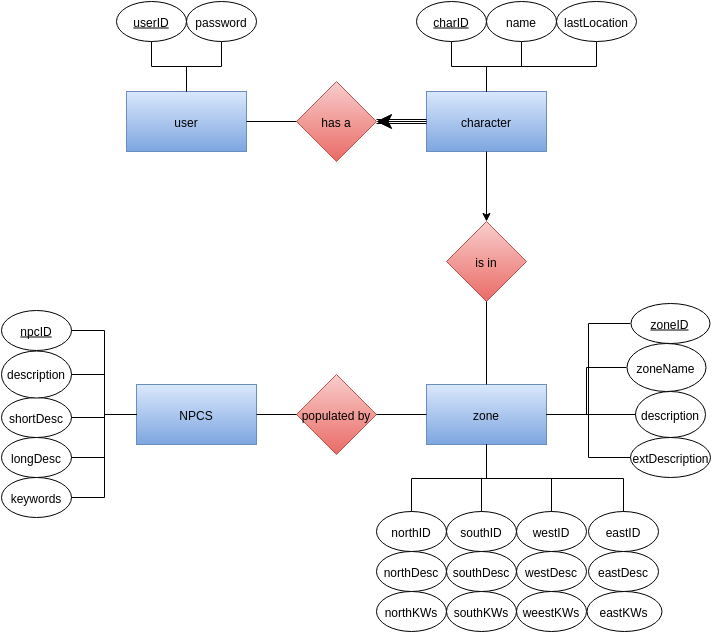 userID
password
charID
name
lastLocation
user
has a
character
is in
npcID
description
shortDesc
longDesc
keywords
NPCS
populated by
zone
zoneID
zoneName
description
extDescription
northID
southID
westID
eastID
northDesc
southDesc
westDesc
eastDesc
northKWs
southKWs
weestKWs
eastKWs